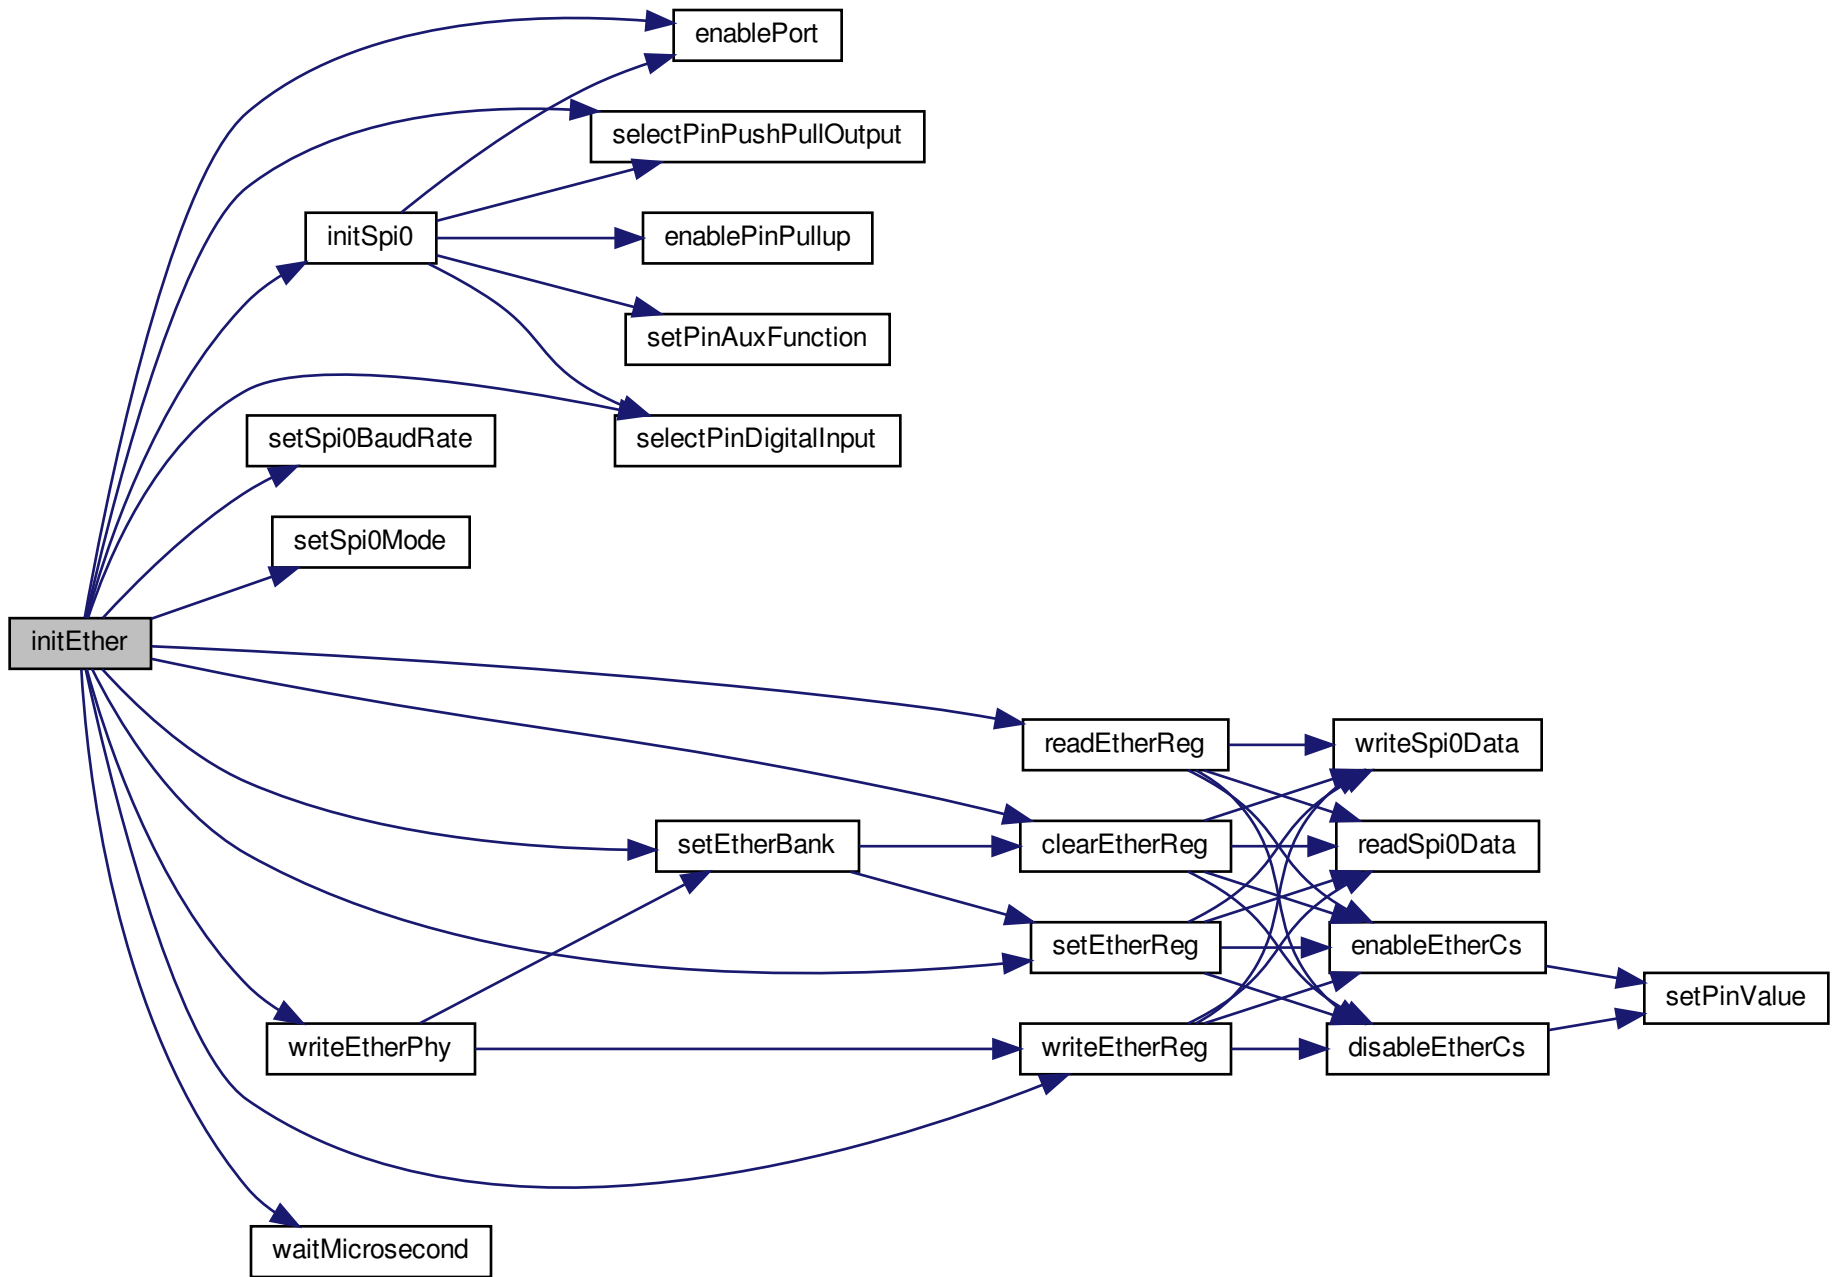 enablePort
selectPinPushPullOutput
initSpi0
enablePinPullup
setPinAuxFunction
setSpi0BaudRate
selectPinDigitalInput
setSpi0Mode
initEther
readEtherReg
writeSpi0Data
setEtherBank
clearEtherReg
readSpi0Data
setEtherReg
enableEtherCs
setPinValue
writeEtherPhy
writeEtherReg
disableEtherCs
waitMicrosecond